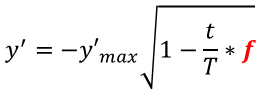 y′ = −y′ₘₐₓ√(1 − t/T * f)